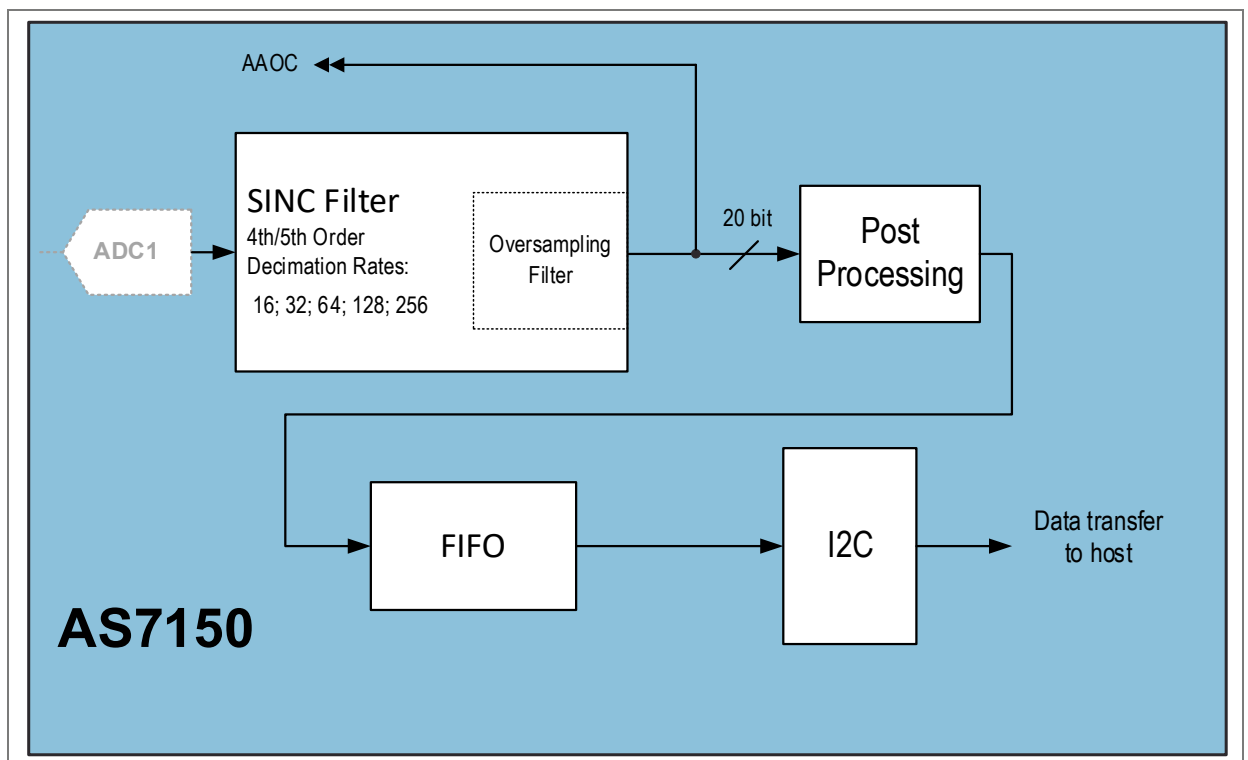 AAOC
ADC1
SINC Filter
4th/5th Order
Decimation Rates:
16; 32; 64; 128; 256
Oversampling
Filter
20 bit
Post
Processing
FIFO
I2C
Data transfer
to host
AS7150